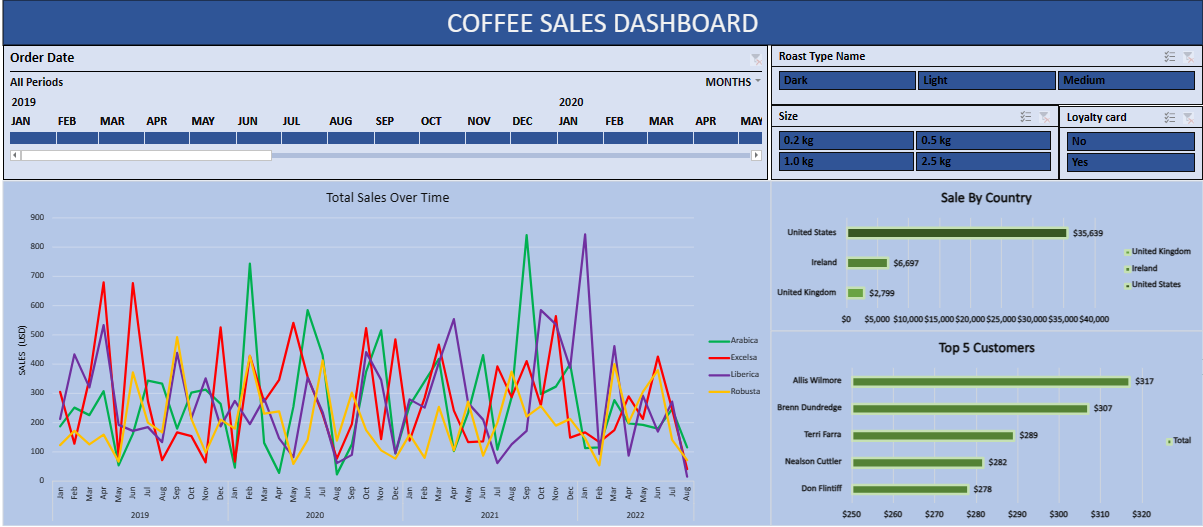 COFFEE SALES DASHBOARD
Order Date
All Periods
MONTHS
2019 2020
JAN FEB MAR APR MAY JUN JUL AUG SEP OCT NOV DEC JAN FEB MAR APR MAY
Roast Type Name
Dark Light Medium
Size
0.2 kg 0.5 kg
1.0 kg 2.5 kg
Loyalty card
No
Yes
Total Sales Over Time
SALES (USD)
900
800
700
600
500
400
300
200
100
0
Jan Feb Mar Apr May Jun Jul Aug Sep Oct Nov Dec Jan Feb Mar Apr May Jun Jul Aug Sep Oct Nov Dec Jan Feb Mar Apr May Jun Jul Aug Sep Oct Nov Dec Jan Feb Mar Apr May Jun Jul Aug
2019 2020 2021 2022
Arabica
Excelsa
Liberica
Robusta
Sale By Country
United States $35,639
Ireland $6,697
United Kingdom $2,799
$0 $5,000 $10,000 $15,000 $20,000 $25,000 $30,000 $35,000 $40,000
United Kingdom
Ireland
United States
Top 5 Customers
Allis Wilmore $317
Brenn Dundredge $307
Terri Farra $289
Nealson Cuttler $282
Don Flintiff $278
$250 $260 $270 $280 $290 $300 $310 $320
Total